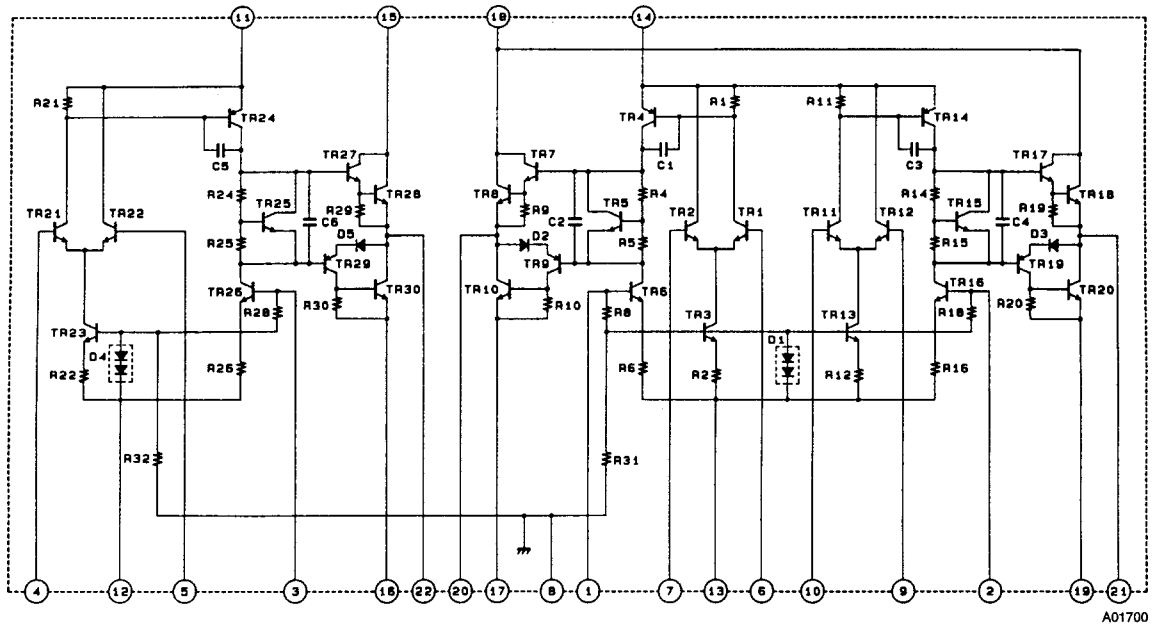 11 15 18 14
R21 TR24 TR4 R1 R11 TR14
C5 TR27 TR7 C1 C3 TR17
R24 TR25 TR28 TR8 R4 R14 TR15 TR18
TR21 TR22 R29 C6 R9 C2 TR5 TR2 TR1 TR11 TR12 C4 R19
R25 D5 D2 R5 R15 D3
TR29 TR9 TR19
TR26 TR30 TR10 TR6 TR16 TR20
R28 R30 R10 R8 R18 R20
TR23 TR3 TR13
D4 D1
R22 R26 R6 R2 R12 R16
R32 R31
4 12 5 3 16 22 20 17 8 1 7 13 6 10 9 2 19 21
A01700